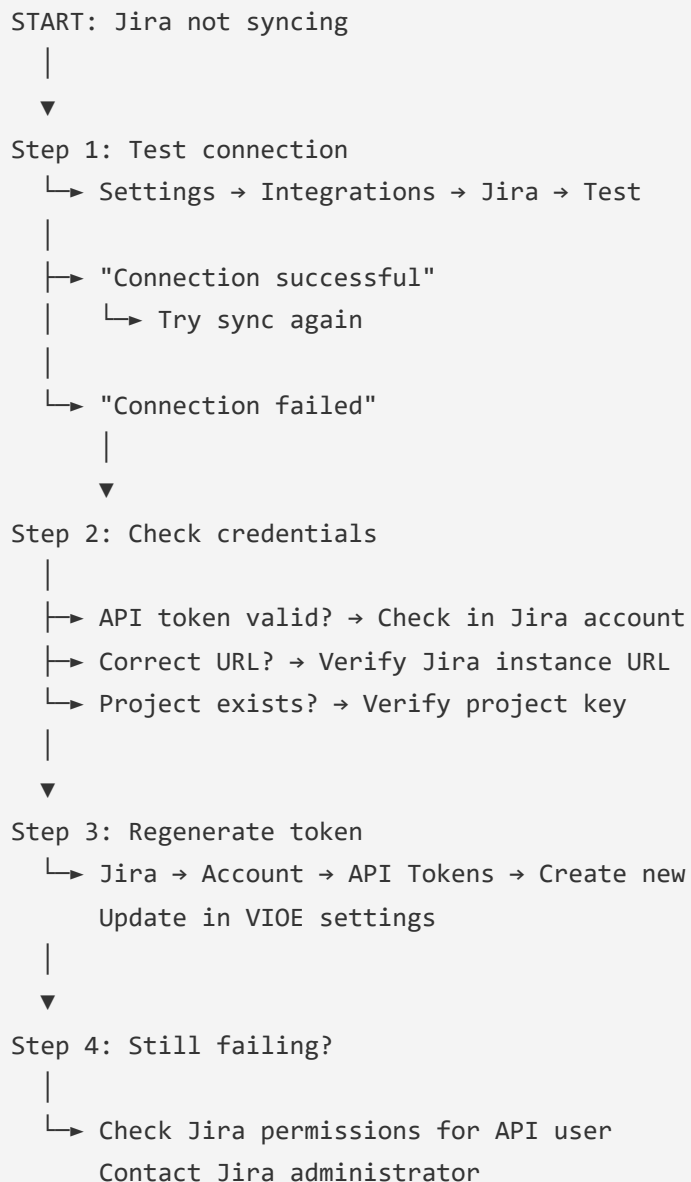 START: Jira not syncing
│
▼
Step 1: Test connection
└─► Settings → Integrations → Jira → Test
│
├─► "Connection successful"
│   └─► Try sync again
│
└─► "Connection failed"
│
▼
Step 2: Check credentials
│
├─► API token valid? → Check in Jira account
├─► Correct URL? → Verify Jira instance URL
└─► Project exists? → Verify project key
│
▼
Step 3: Regenerate token
└─► Jira → Account → API Tokens → Create new
Update in VIOE settings
│
▼
Step 4: Still failing?
│
└─► Check Jira permissions for API user
Contact Jira administrator